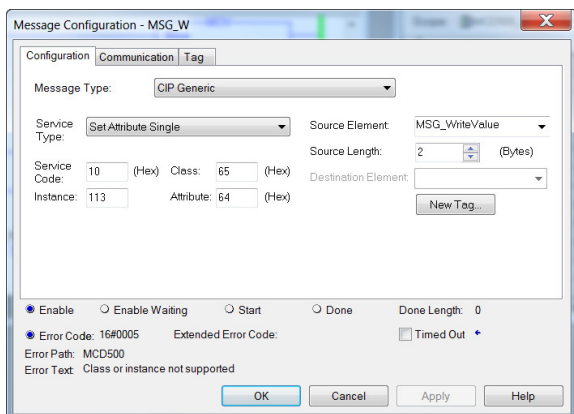 Message Configuration - MSG_W
Configuration Communication Tag
Message Type: CIP Generic
Service Type: Set Attribute Single Source Element: MSG_WriteValue
Source Length: 2 (Bytes)
Service Code: 10 (Hex) Class: 65 (Hex) Destination Element:
Instance: 113 Attribute: 64 (Hex) New Tag...
Enable Enable Waiting Start Done Done Length: 0
Error Code: 16#0005 Extended Error Code: Timed Out
Error Path: MCD500
Error Text: Class or instance not supported
OK Cancel Apply Help